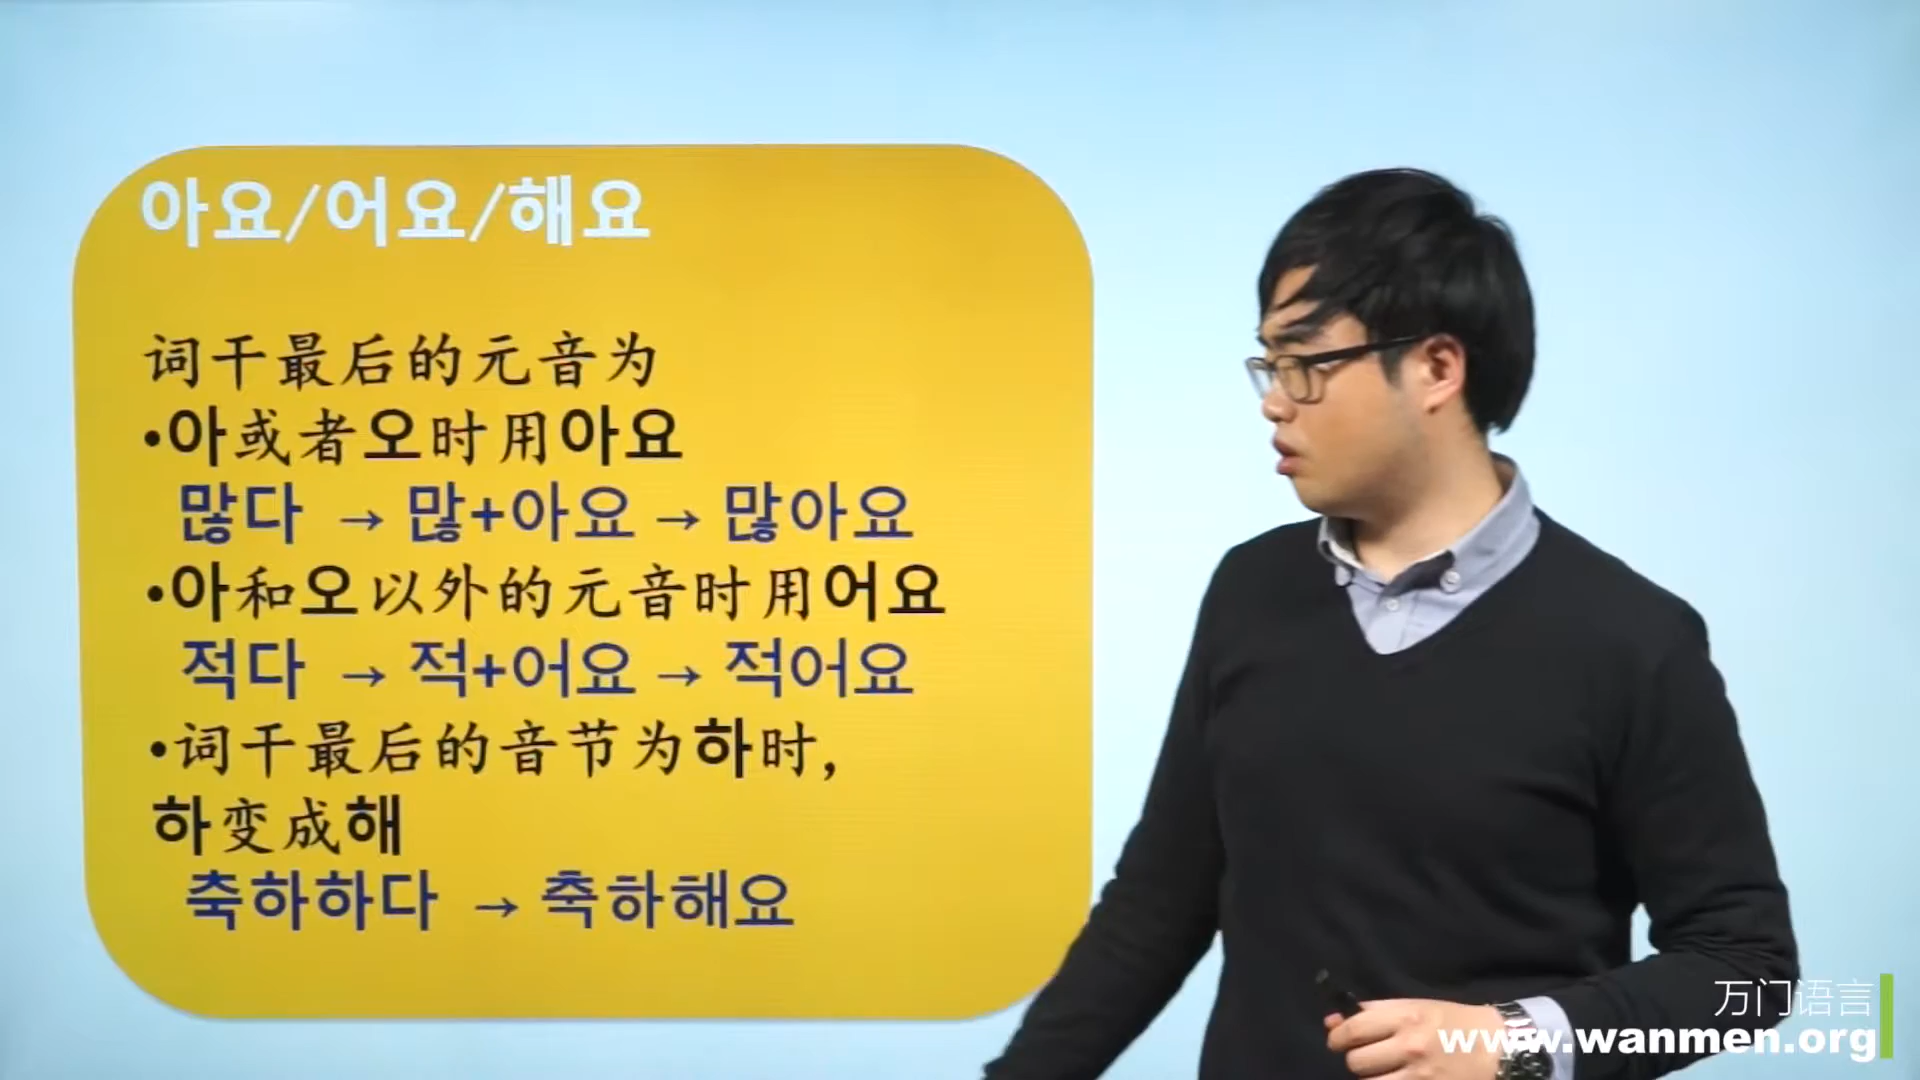 아요/어요/해요
词干最后的元音为
•아或者오时用아요
많다 → 많+아요 → 많아요
•아和오以外的元音时用어요
적다 → 적+어요 → 적어요
•词干最后的音节为하时,
하变成해
축하하다 → 축하해요
万门语言
www.wanmen.org